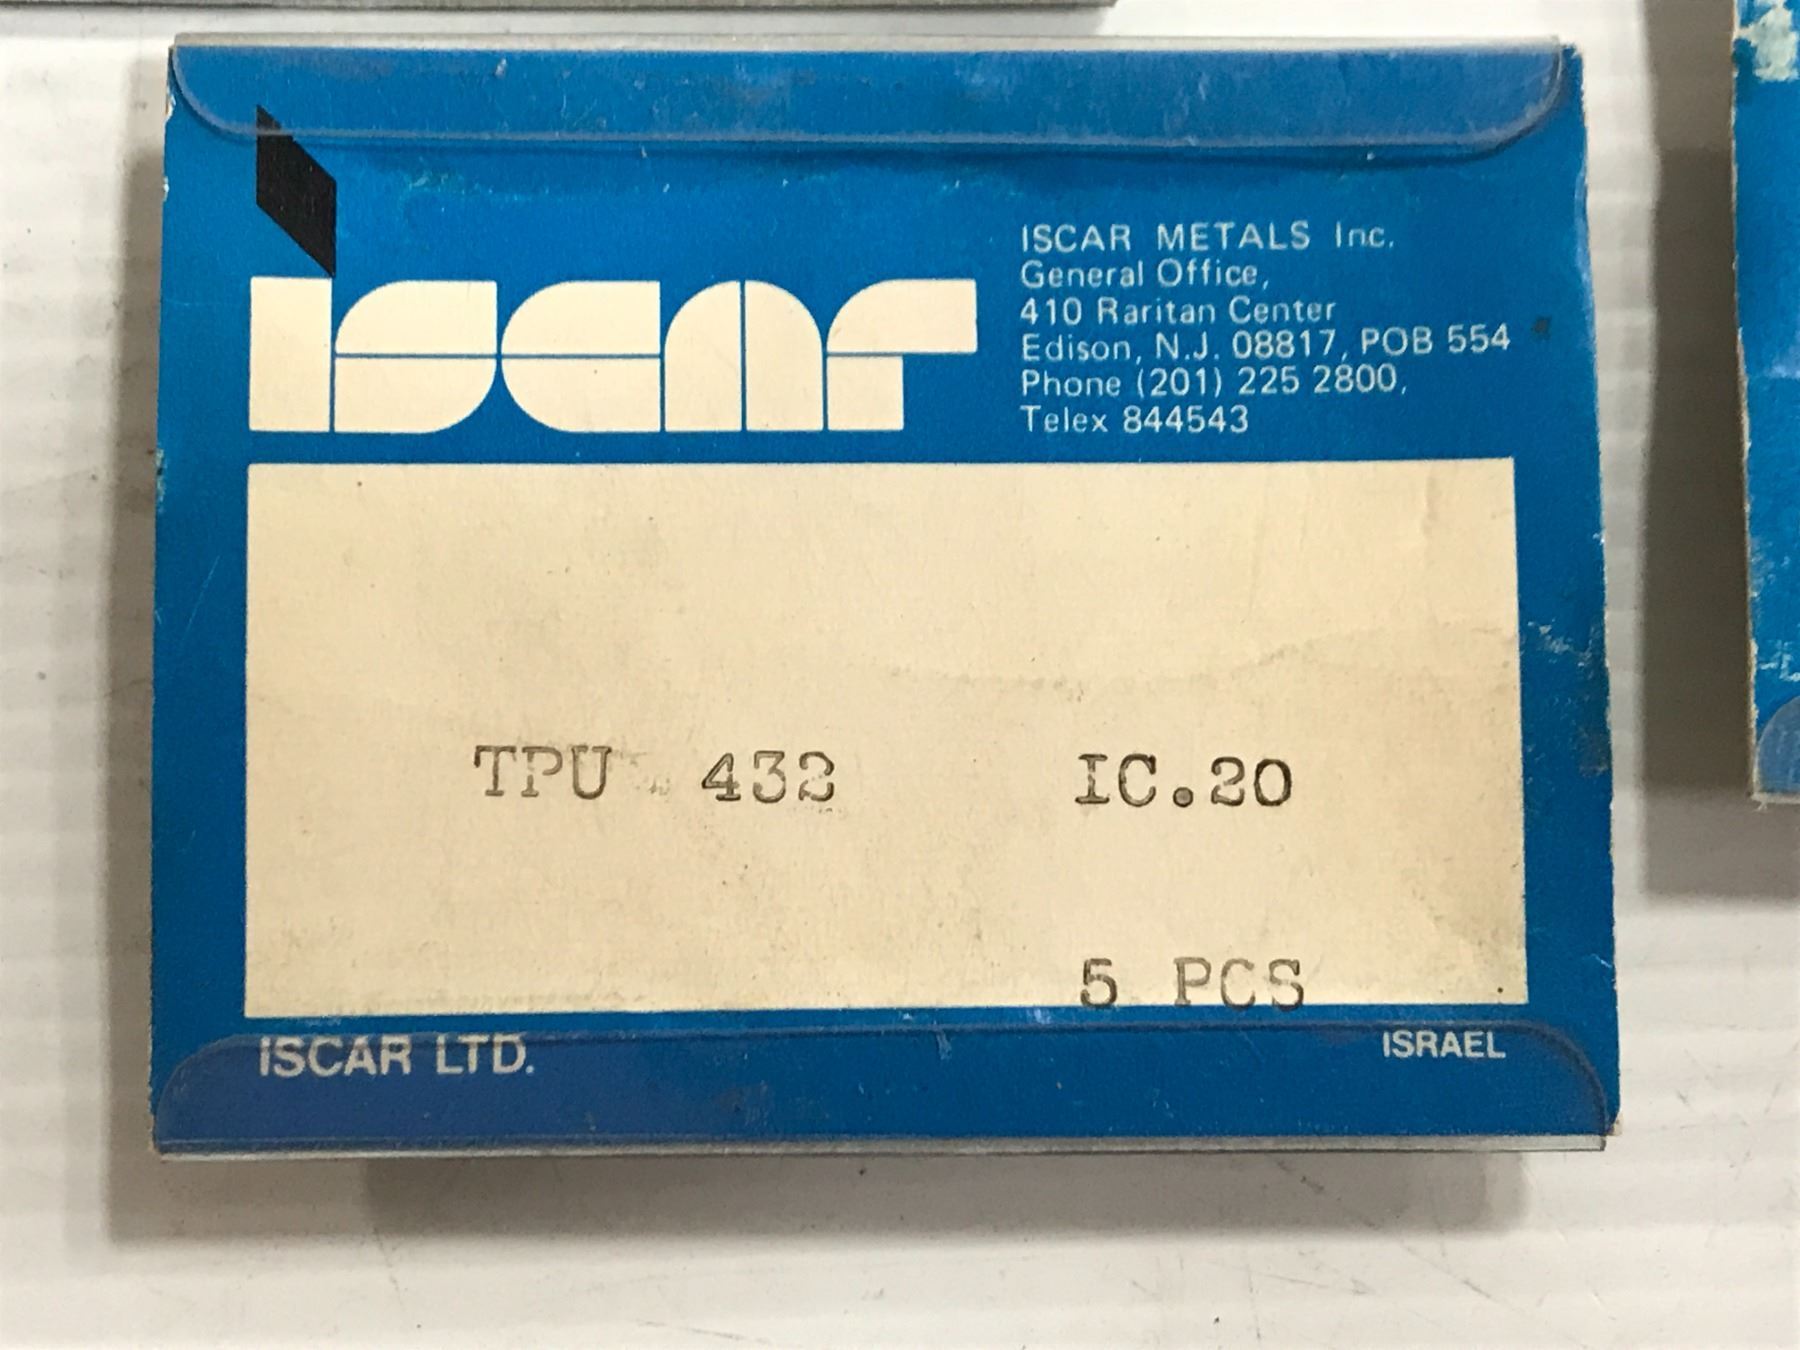 iscar
ISCAR METALS Inc.
General Office,
410 Raritan Center
Edison, N.J. 08817, POB 554
Phone (201) 225 2800,
Telex 844543
TPU 432 IC.20
5 PCS
ISCAR LTD. ISRAEL